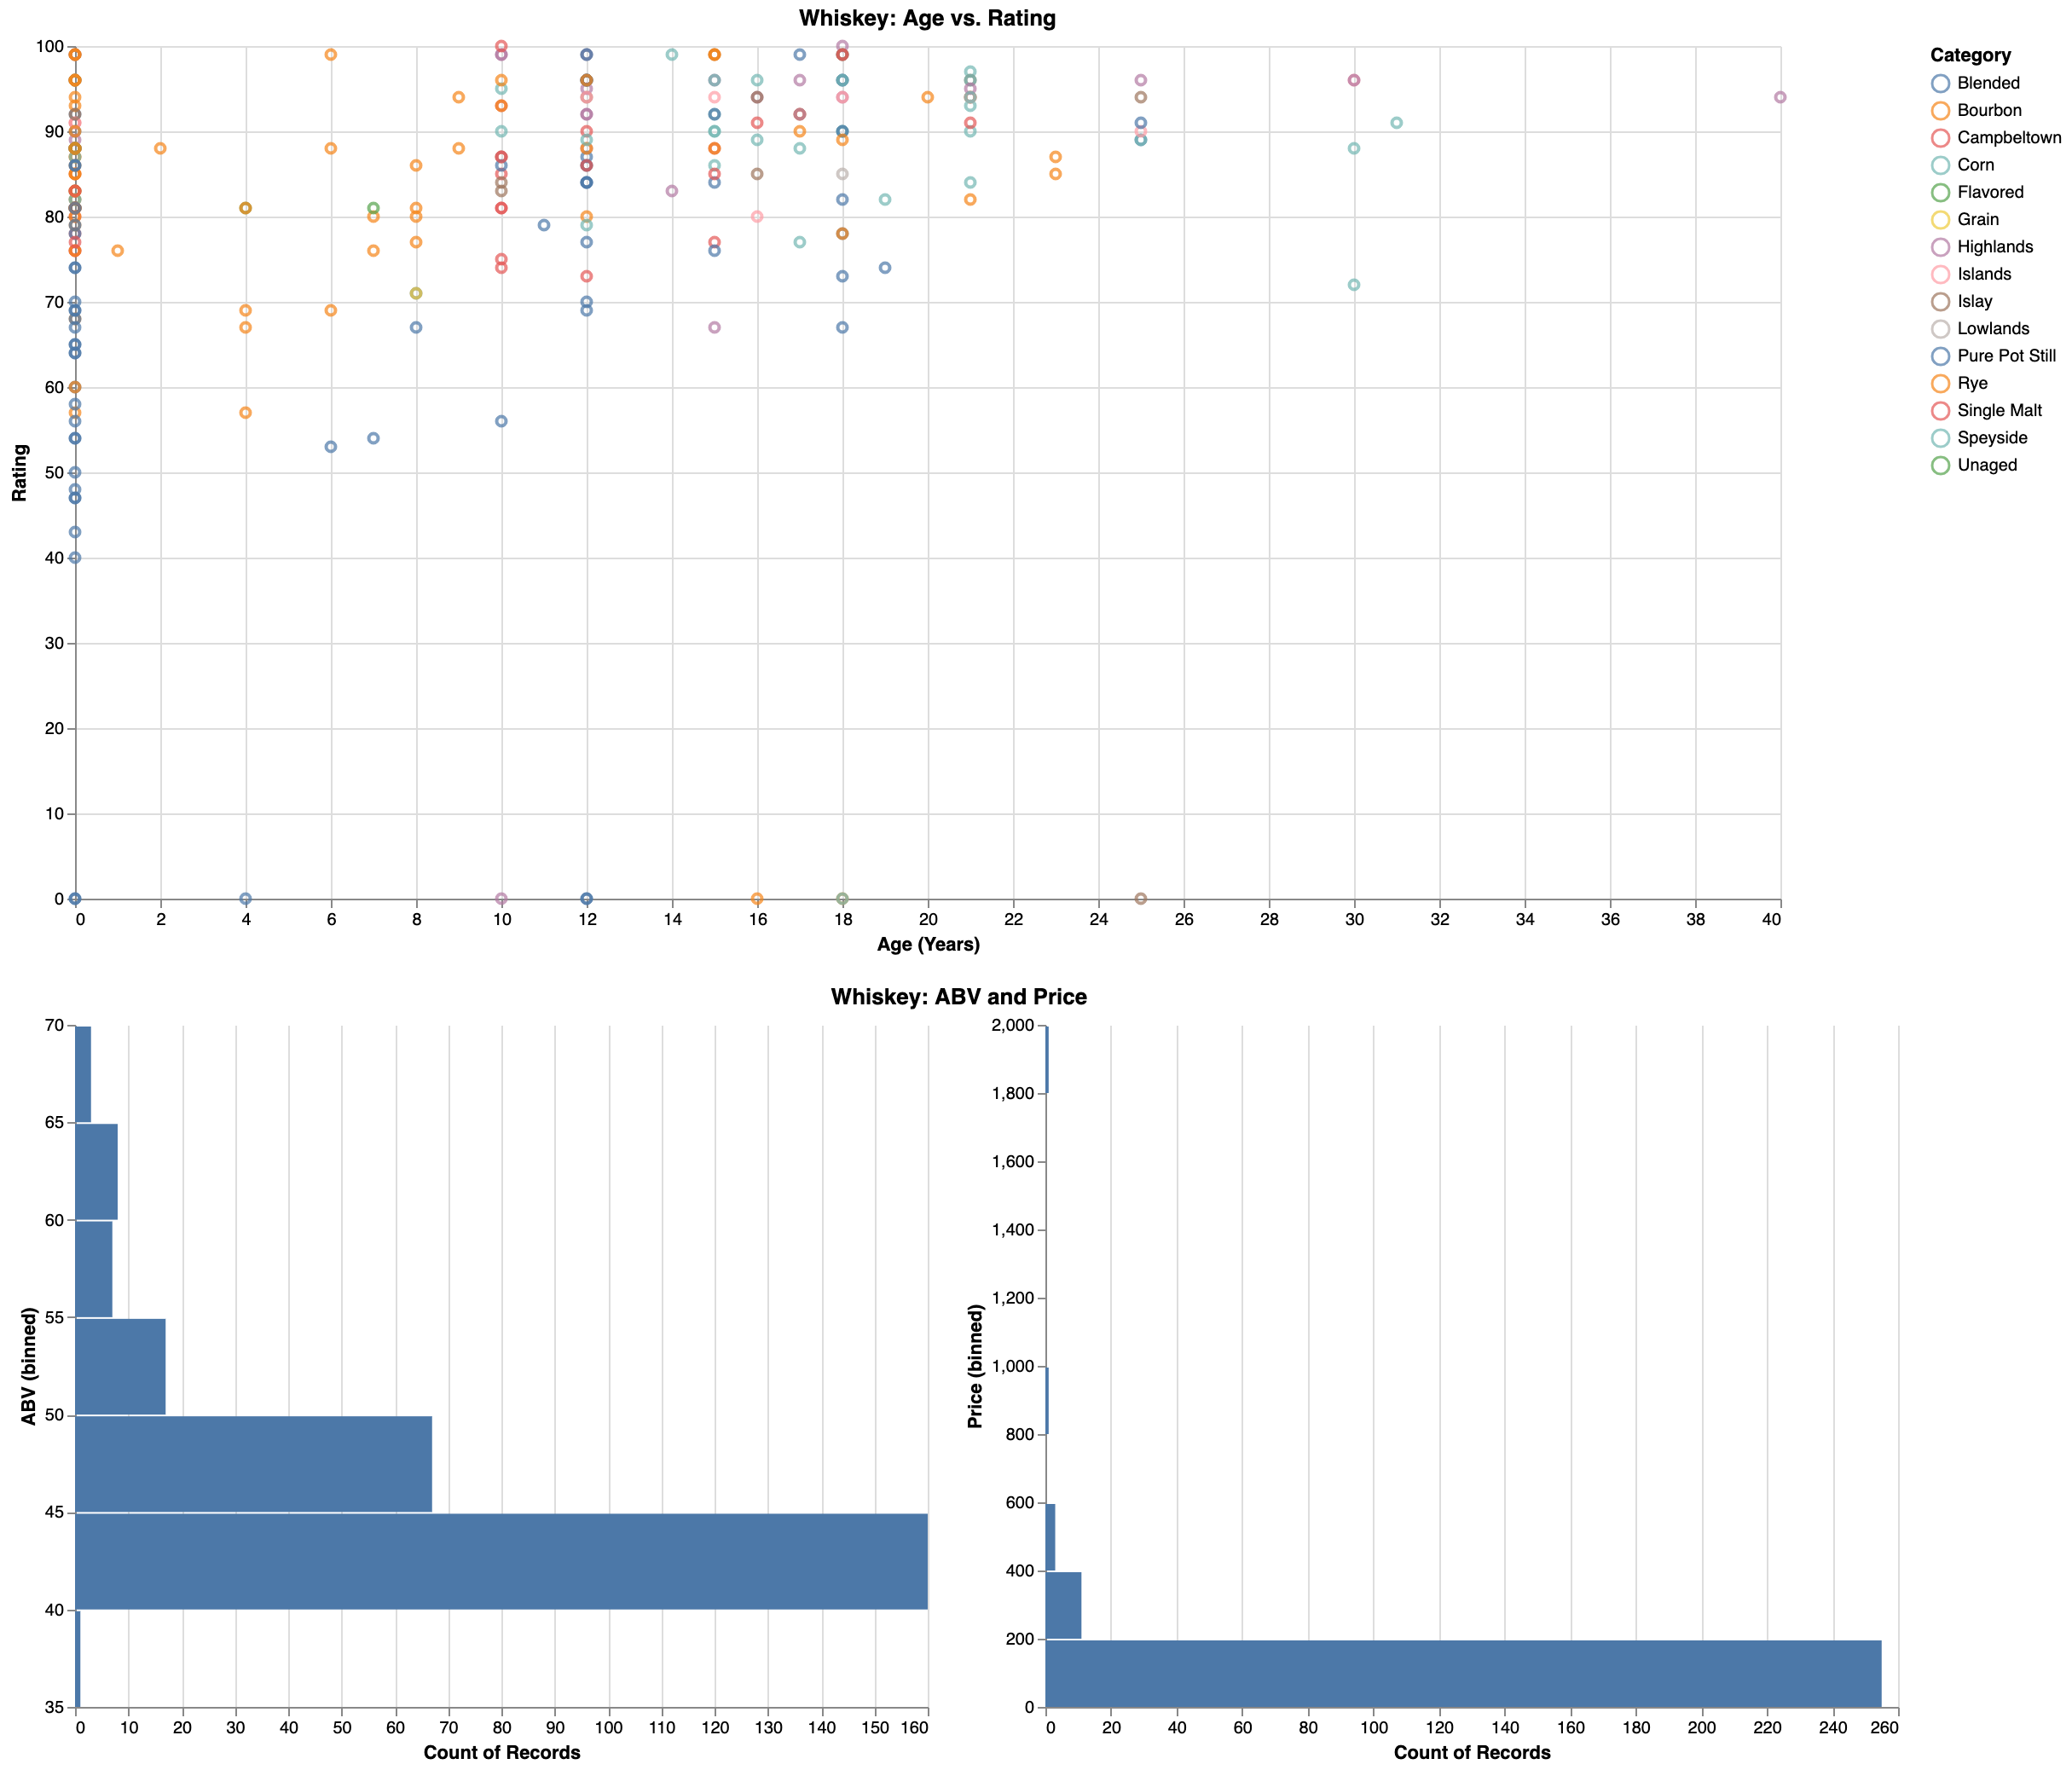 Whiskey: Age vs. Rating
100
90
80
70
60
50
40
30
20
10
0
Rating
0 2 4 6 8 10 12 14 16 18 20 22 24 26 28 30 32 34 36 38 40
Age (Years)
Category
Blended
Bourbon
Campbeltown
Corn
Flavored
Grain
Highlands
Islands
Islay
Lowlands
Pure Pot Still
Rye
Single Malt
Speyside
Unaged
Whiskey: ABV and Price
70
65
60
55
50
45
40
35
ABV (binned)
0 10 20 30 40 50 60 70 80 90 100 110 120 130 140 150 160
Count of Records
2,000
1,800
1,600
1,400
1,200
1,000
800
600
400
200
0
Price (binned)
0 20 40 60 80 100 120 140 160 180 200 220 240 260
Count of Records